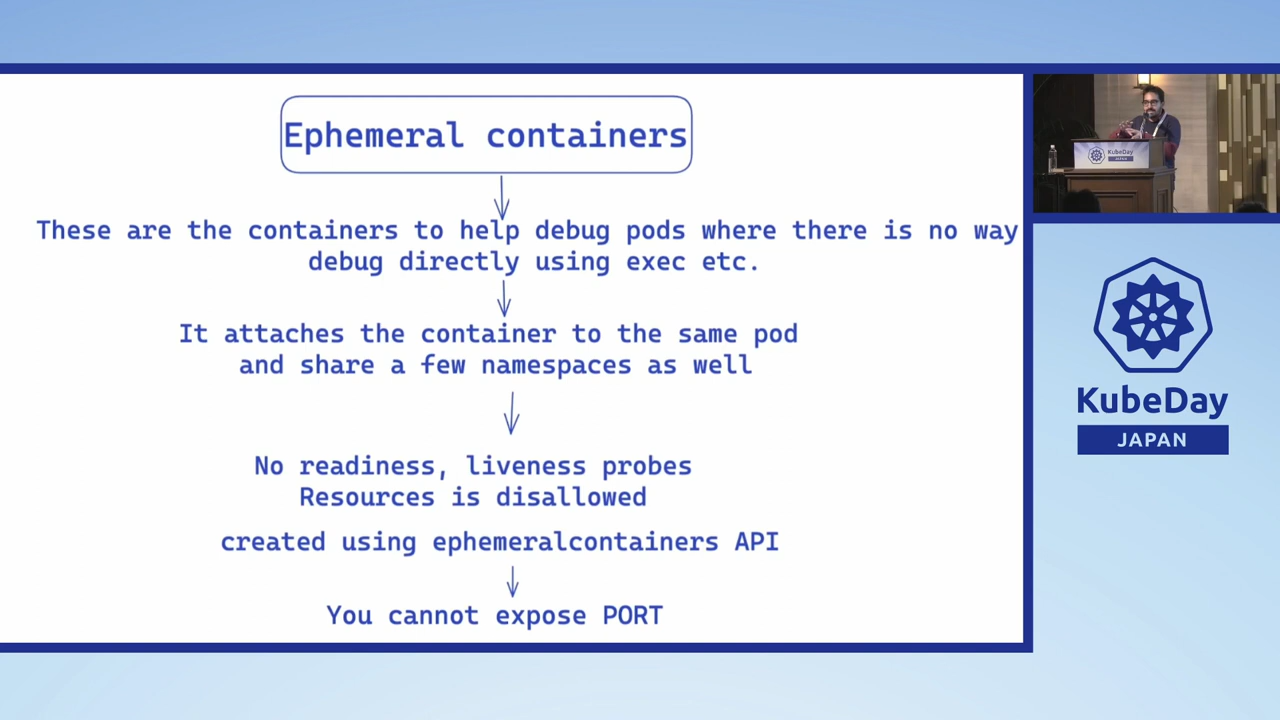 Ephemeral containers
These are the containers to help debug pods where there is no way
debug directly using exec etc.
It attaches the container to the same pod
and share a few namespaces as well
No readiness, liveness probes
Resources is disallowed
created using ephemeralcontainers API
You cannot expose PORT
KubeDay
KubeDay
JAPAN